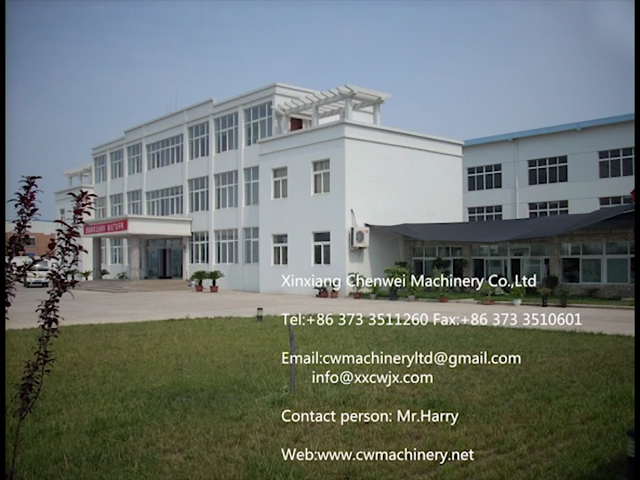 Xinxiang Chenwei Machinery Co.,Ltd
Tel:+86 373 3511260 Fax:+86 373 3510601
Email:cwmachineryltd@gmail.com
info@xxcwjx.com
Contact person: Mr.Harry
Web:www.cwmachinery.net